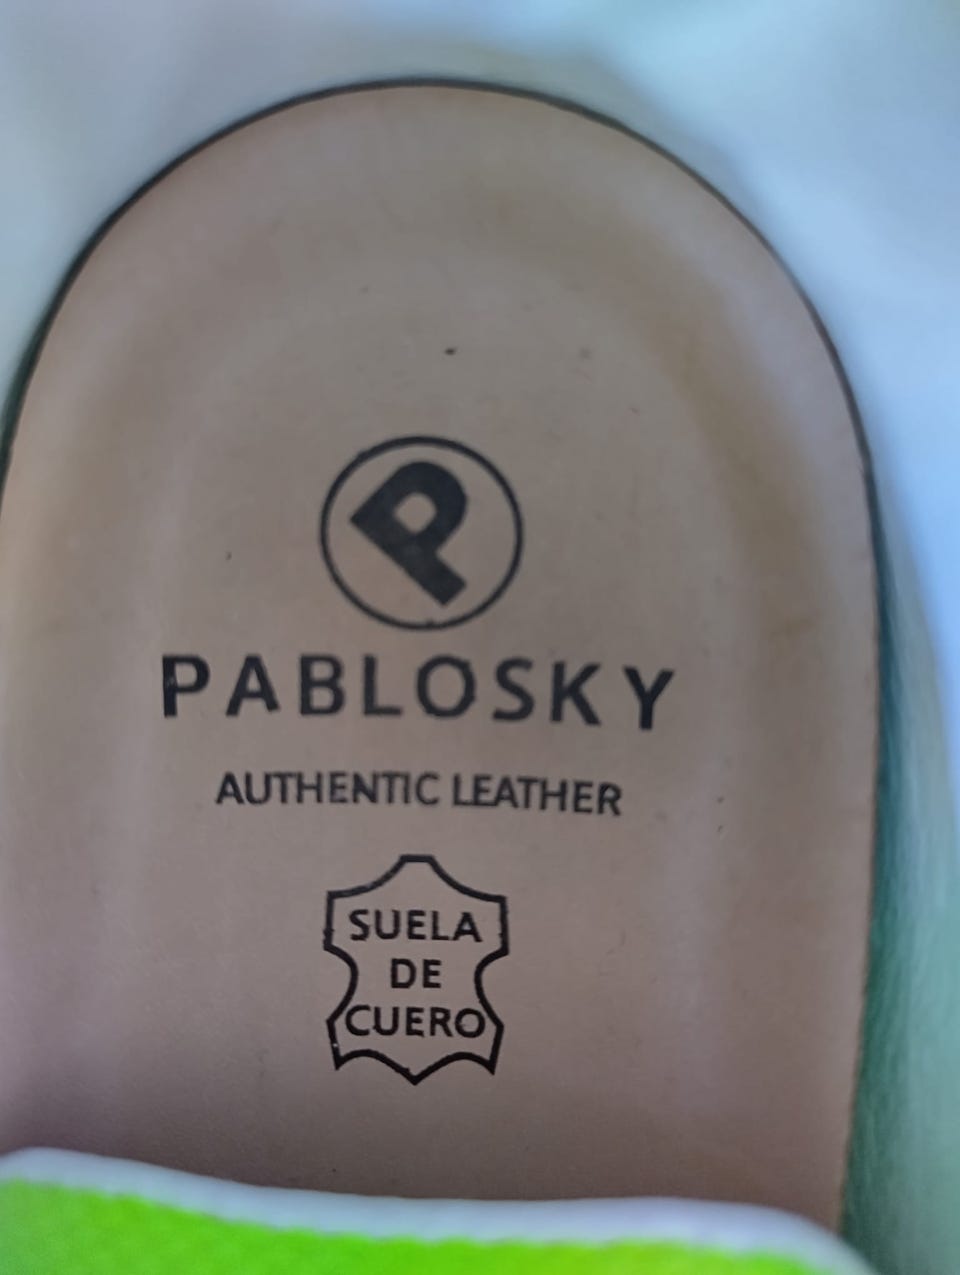 P
PABLOSKY
AUTHENTIC LEATHER
SUELA
DE
CUERO